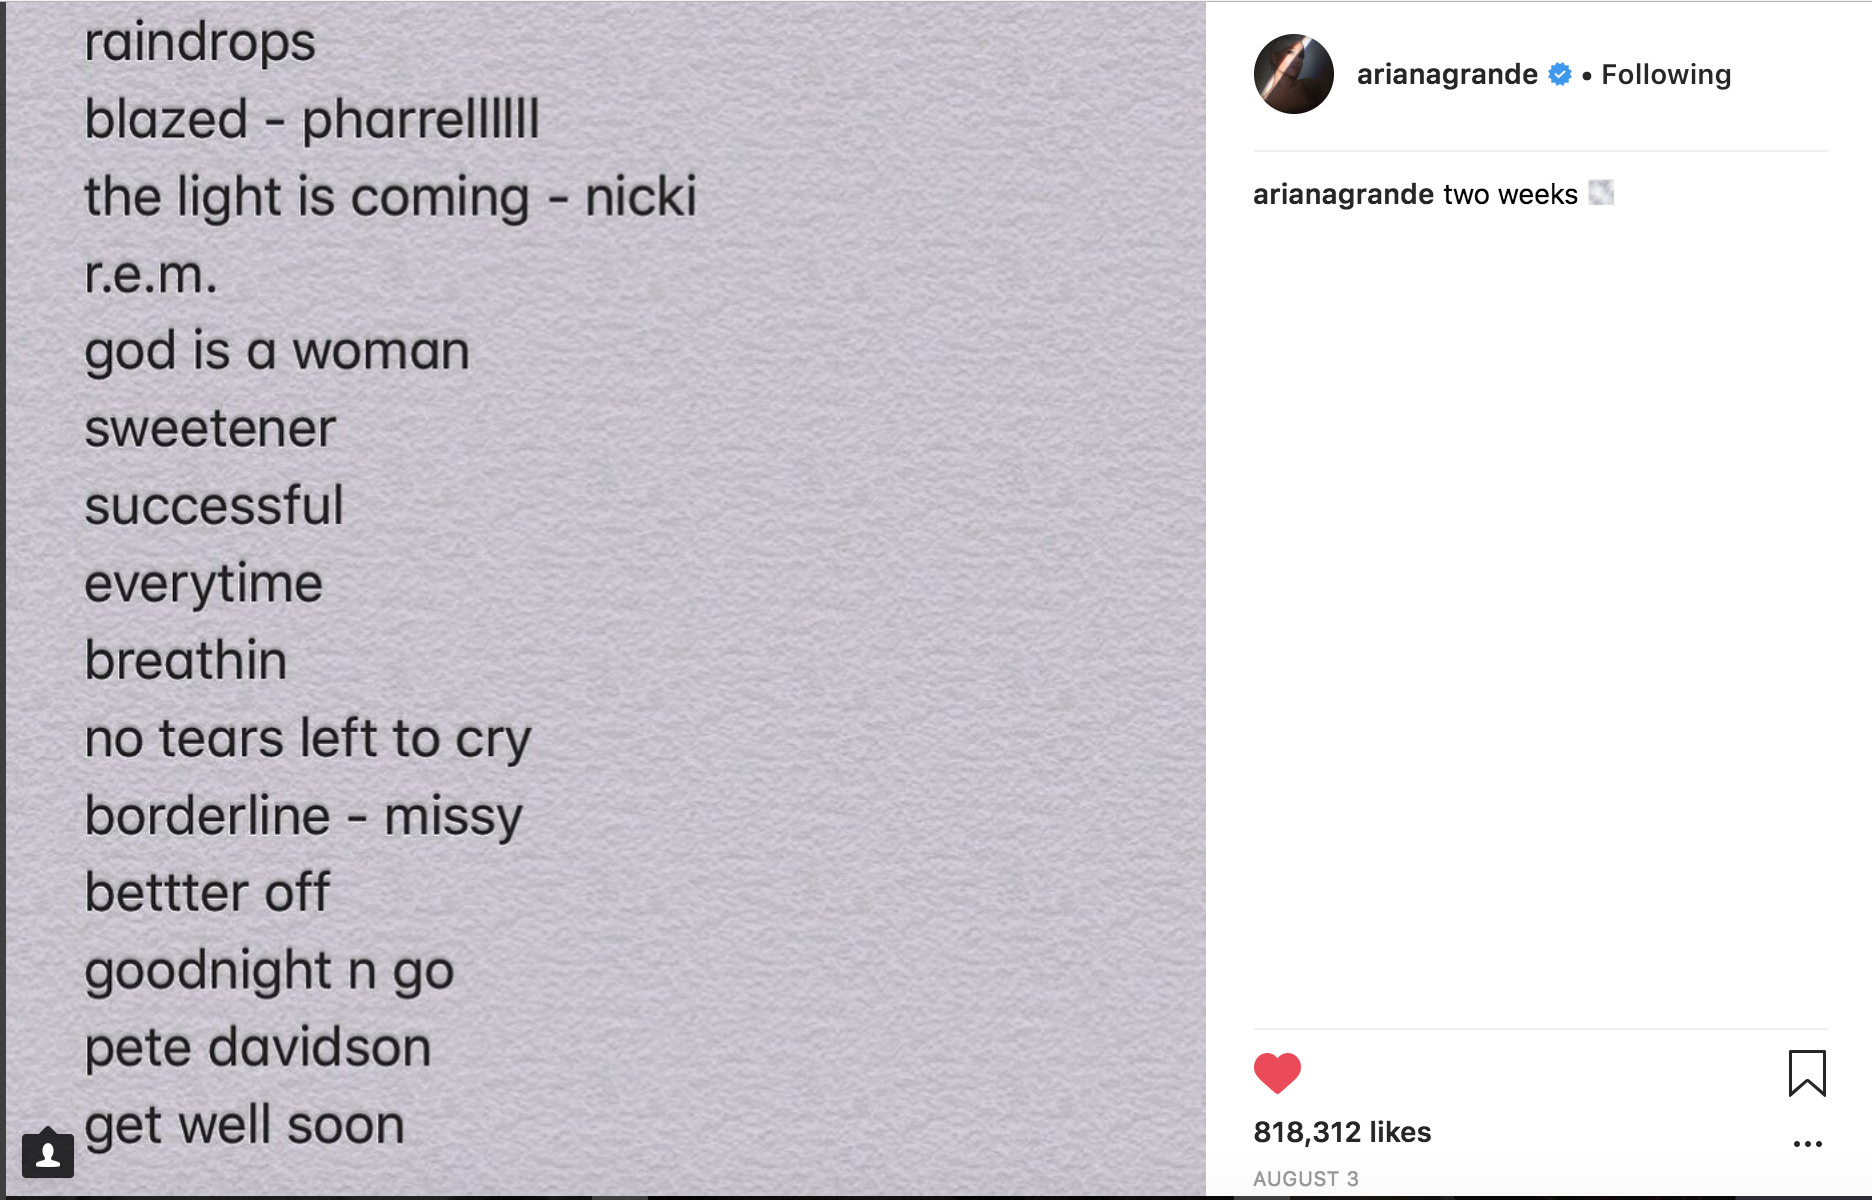 raindrops
blazed - pharrellllll
the light is coming - nicki
r.e.m.
god is a woman
sweetener
successful
everytime
breathin
no tears left to cry
borderline - missy
bettter off
goodnight n go
pete davidson
get well soon
arianagrande • Following
arianagrande two weeks
818,312 likes
AUGUST 3